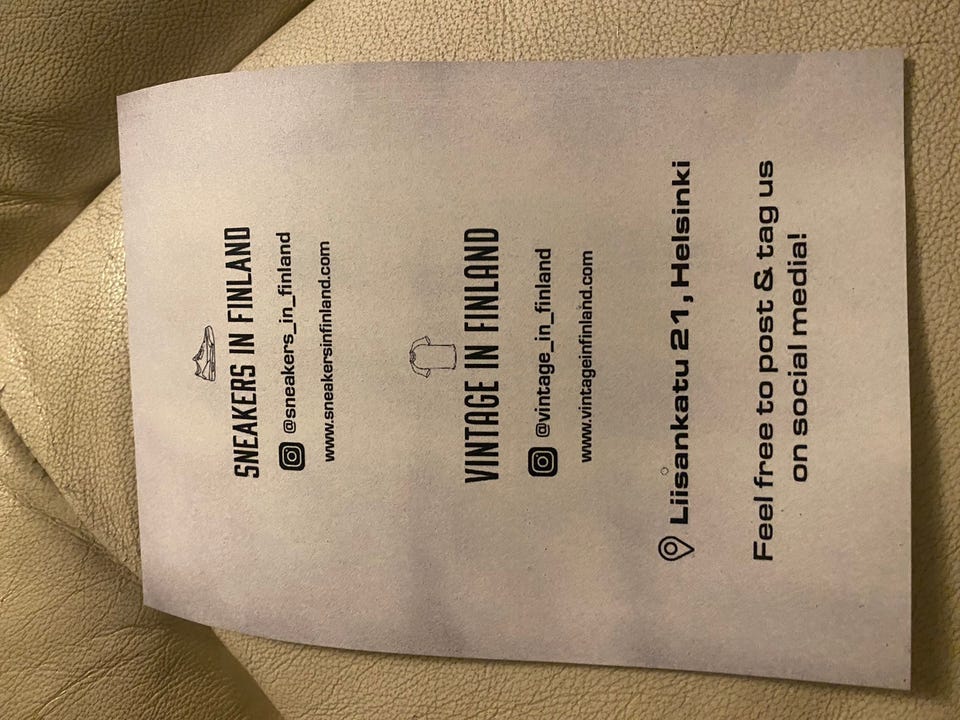 SNEAKERS IN FINLAND
@sneakers_in_finland
www.sneakersinfinland.com
VINTAGE IN FINLAND
@vintage_in_finland
www.vintageinfinland.com
Liisankatu 21, Helsinki
Feel free to post & tag us
on social media!